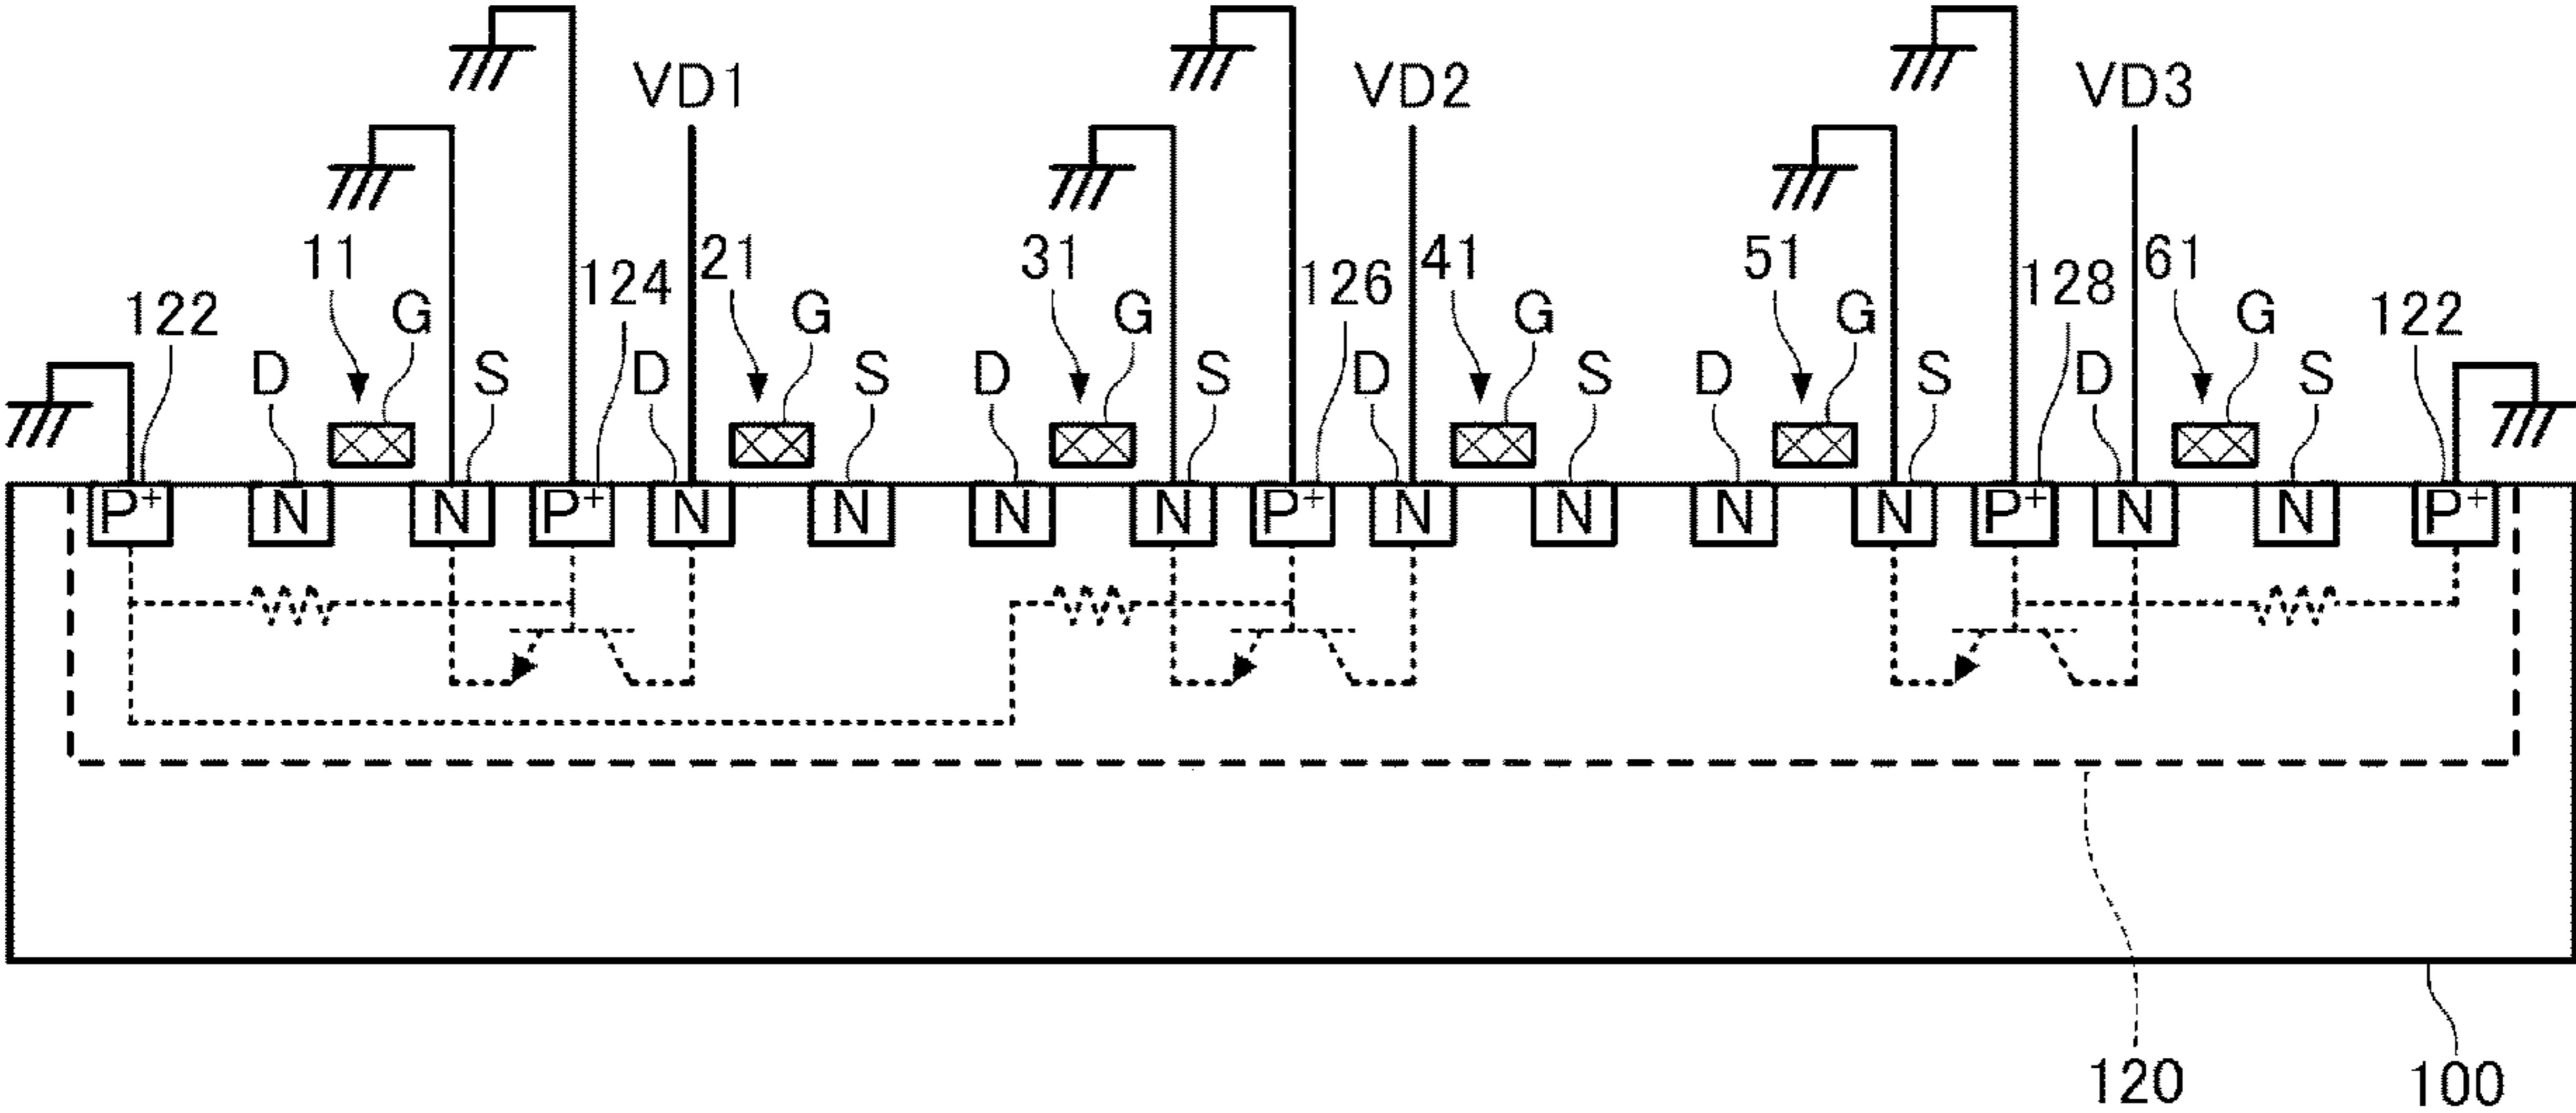 VD1 VD2 VD3
11 21 31 41 51 61
122 G 124 G G 126 G G 128 G 122
D S D S D S D S D S D S
P+ N N P+ N N N N P+ N N N N P+ N N P+
120 100